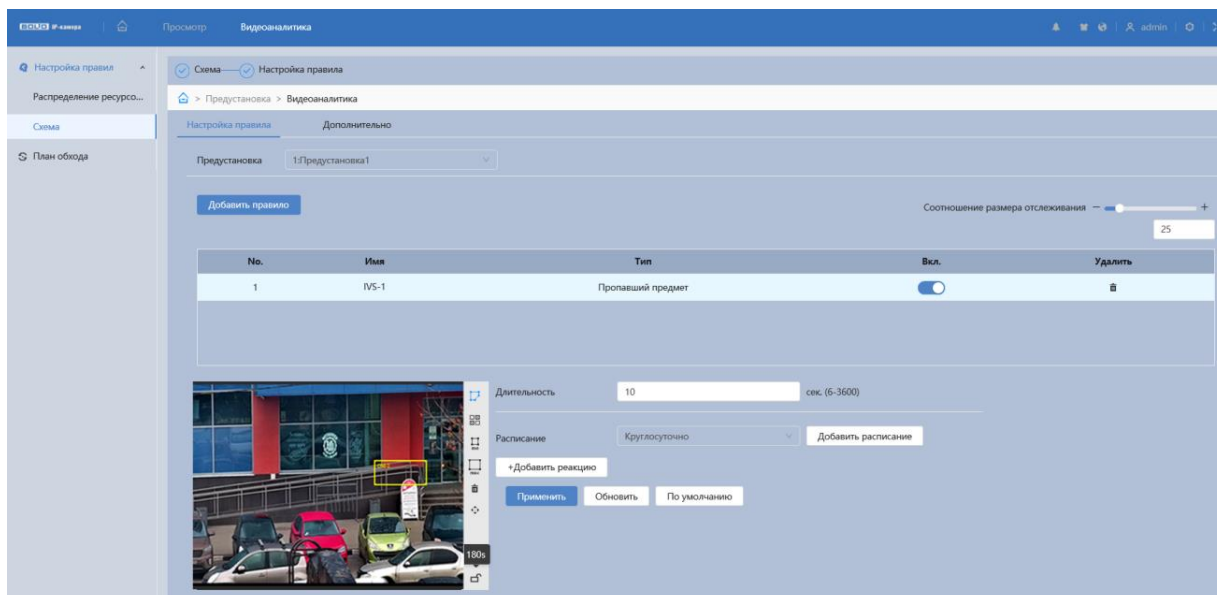 BOLID IP-камера Просмотр Видеоаналитика admin
Настройка правил
Распределение ресурсо...
Схема
План обхода
Схема Настройка правила
> Предустановка > Видеоаналитика
Настройка правила Дополнительно
Предустановка 1:Предустановка1
Добавить правило Соотношение размера отслеживания − +
25
No. Имя Тип Вкл. Удалить
1 IVS-1 Пропавший предмет
Длительность 10 сек. (6-3600)
Расписание Круглосуточно Добавить расписание
+Добавить реакцию
Применить Обновить По умолчанию
180s